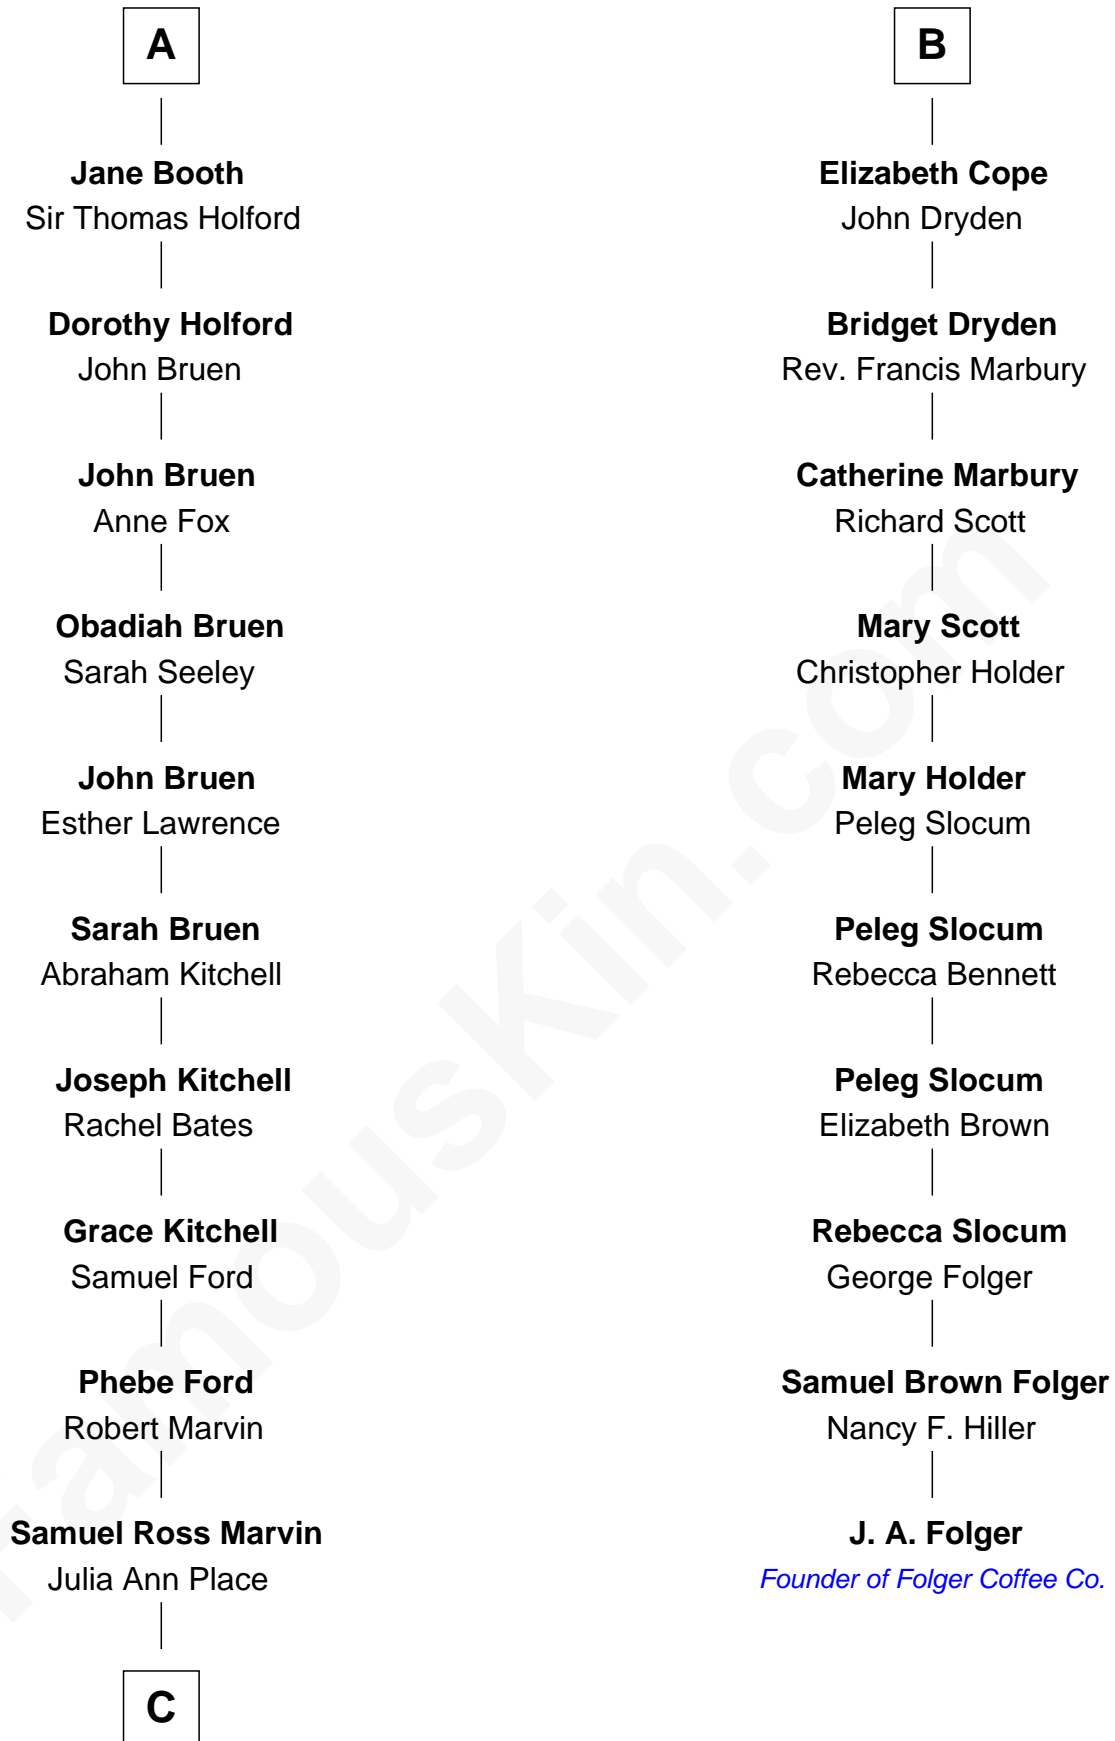 A
Jane Booth
Sir Thomas Holford
Dorothy Holford
John Bruen
John Bruen
Anne Fox
Obadiah Bruen
Sarah Seeley
John Bruen
Esther Lawrence
Sarah Bruen
Abraham Kitchell
Joseph Kitchell
Rachel Bates
Grace Kitchell
Samuel Ford
Phebe Ford
Robert Marvin
Samuel Ross Marvin
Julia Ann Place
C
B
Elizabeth Cope
John Dryden
Bridget Dryden
Rev. Francis Marbury
Catherine Marbury
Richard Scott
Mary Scott
Christopher Holder
Mary Holder
Peleg Slocum
Peleg Slocum
Rebecca Bennett
Peleg Slocum
Elizabeth Brown
Rebecca Slocum
George Folger
Samuel Brown Folger
Nancy F. Hiller
J. A. Folger
Founder of Folger Coffee Co.
FamousKin.com